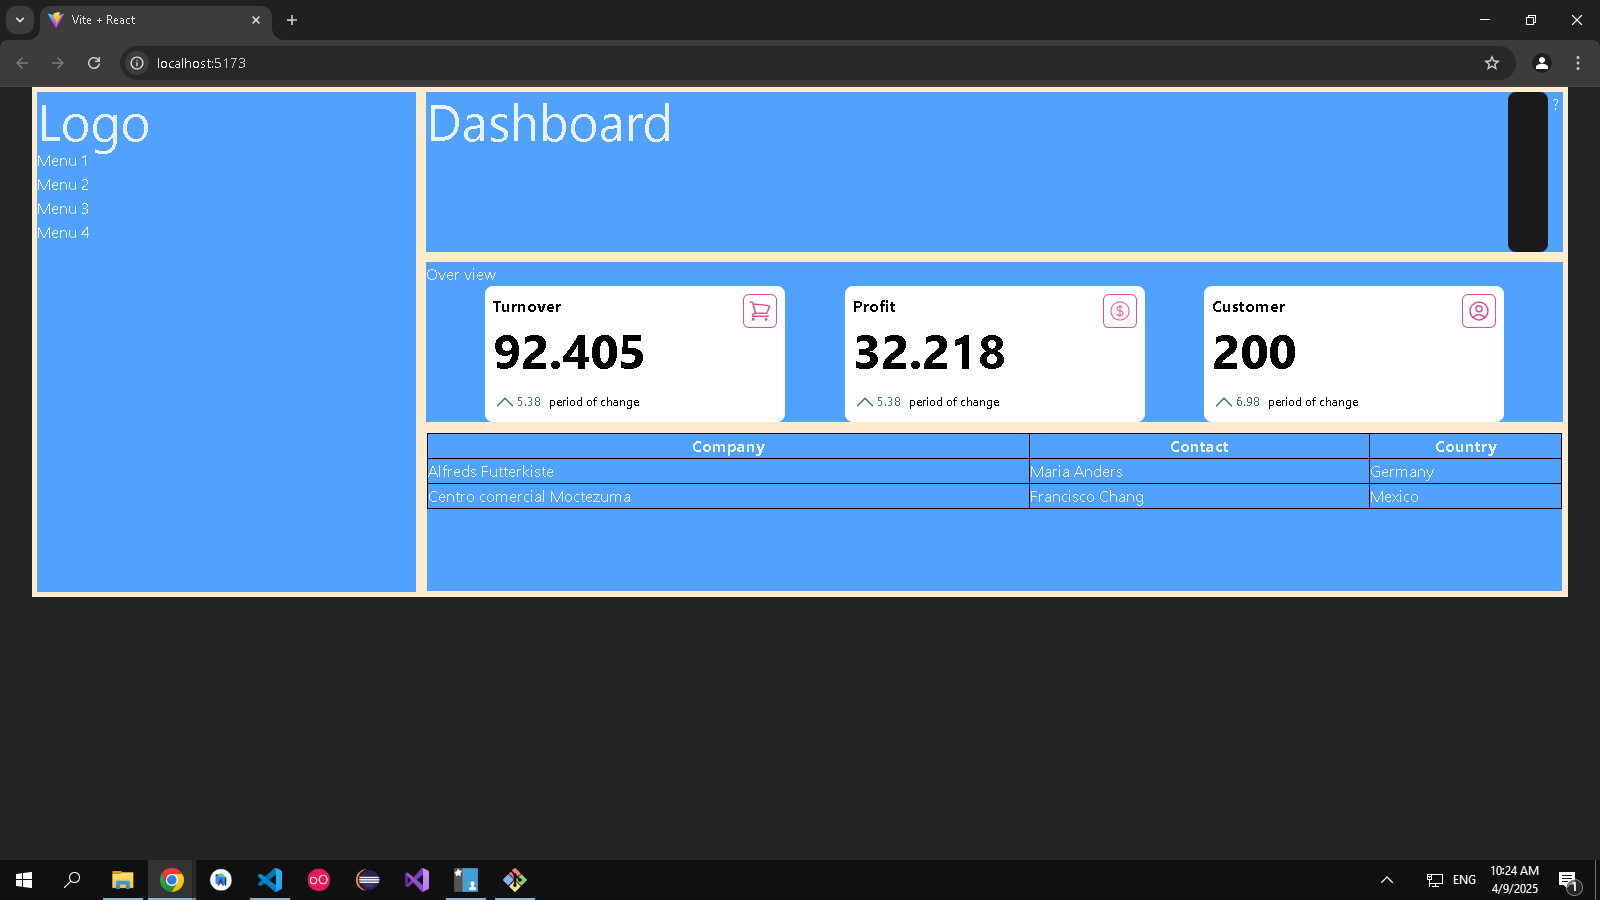 Vite + React
localhost:5173
Logo
Menu 1
Menu 2
Menu 3
Menu 4
Dashboard
?
Over view
Turnover
92.405
5.38 period of change
Profit
32.218
5.38 period of change
Customer
200
6.98 period of change
Company Contact Country
Alfreds Futterkiste Maria Anders Germany
Centro comercial Moctezuma Francisco Chang Mexico
ENG
10:24 AM
4/9/2025
1